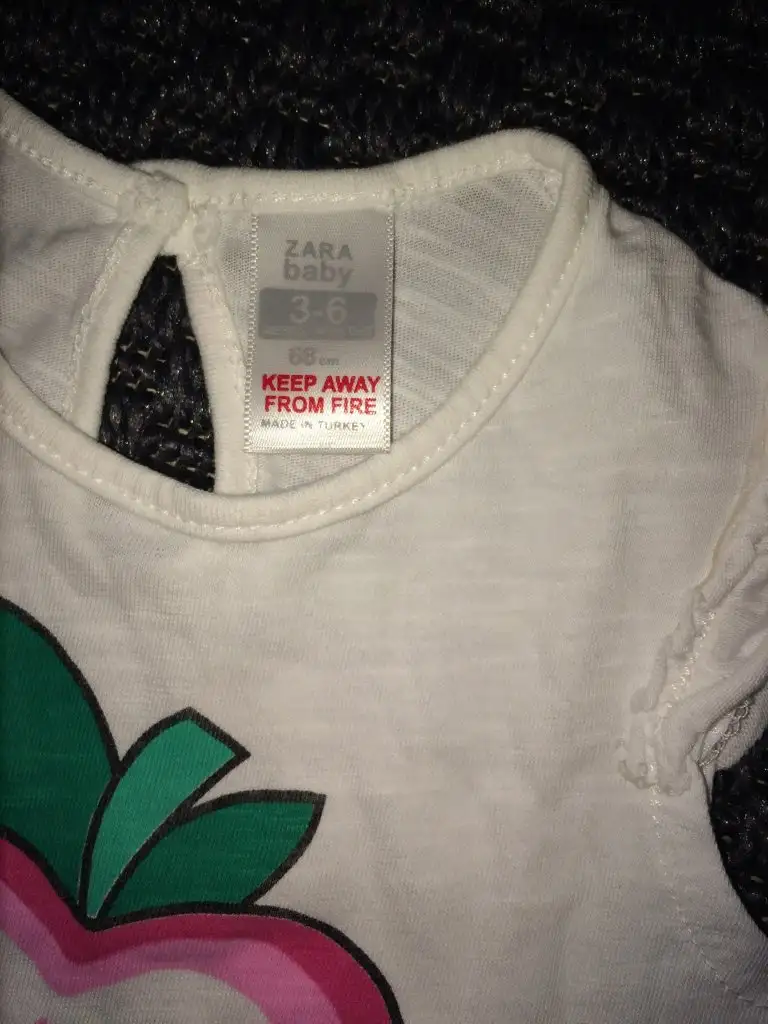 ZARA
baby
3-6
68 cm
KEEP AWAY
FROM FIRE
MADE IN TURKEY